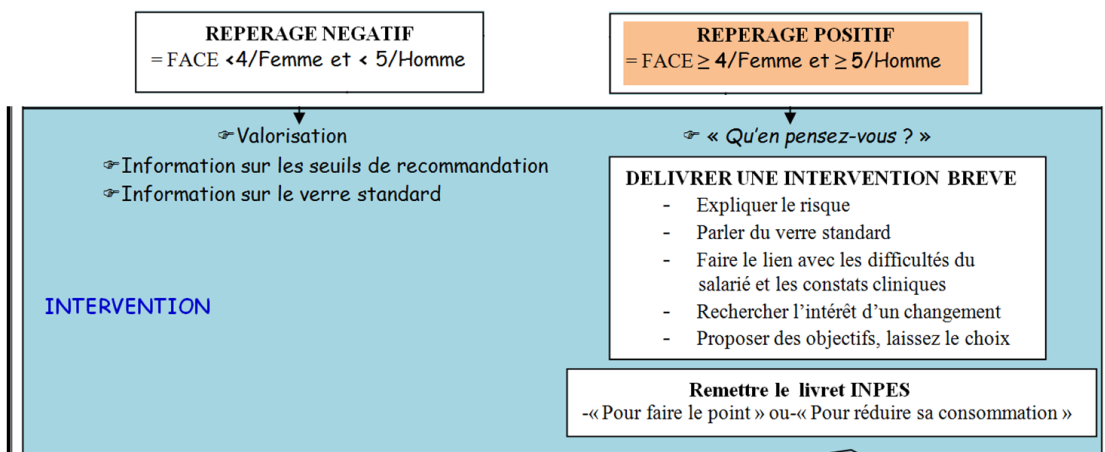 REPERAGE NEGATIF
= FACE <4/Femme et < 5/Homme
REPERAGE POSITIF
= FACE ≥ 4/Femme et ≥ 5/Homme
☞Valorisation
☞Information sur les seuils de recommandation
☞Information sur le verre standard
☞ « Qu'en pensez-vous ? »
DELIVRER UNE INTERVENTION BREVE
- Expliquer le risque
- Parler du verre standard
- Faire le lien avec les difficultés du
salarié et les constats cliniques
- Rechercher l'intérêt d'un changement
- Proposer des objectifs, laissez le choix
INTERVENTION
Remettre le livret INPES
-« Pour faire le point » ou-« Pour réduire sa consommation »